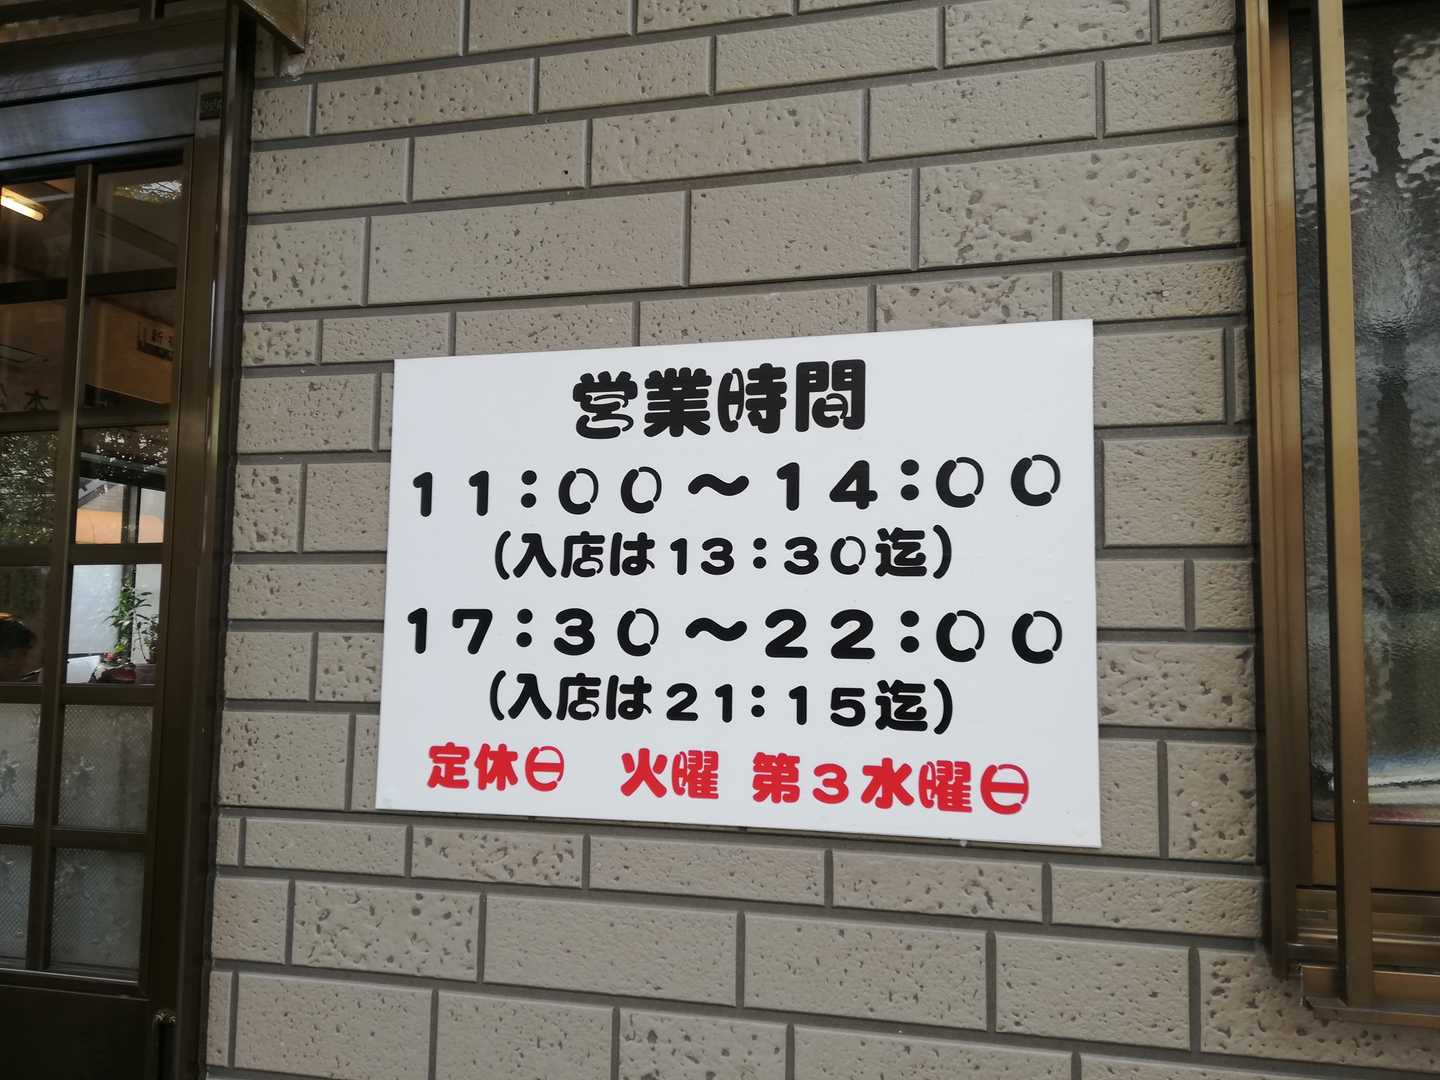 営業時間
11:00～14:00
(入店は13:30迄)
17:30～22:00
(入店は21:15迄)
定休日　火曜 第3水曜日
木